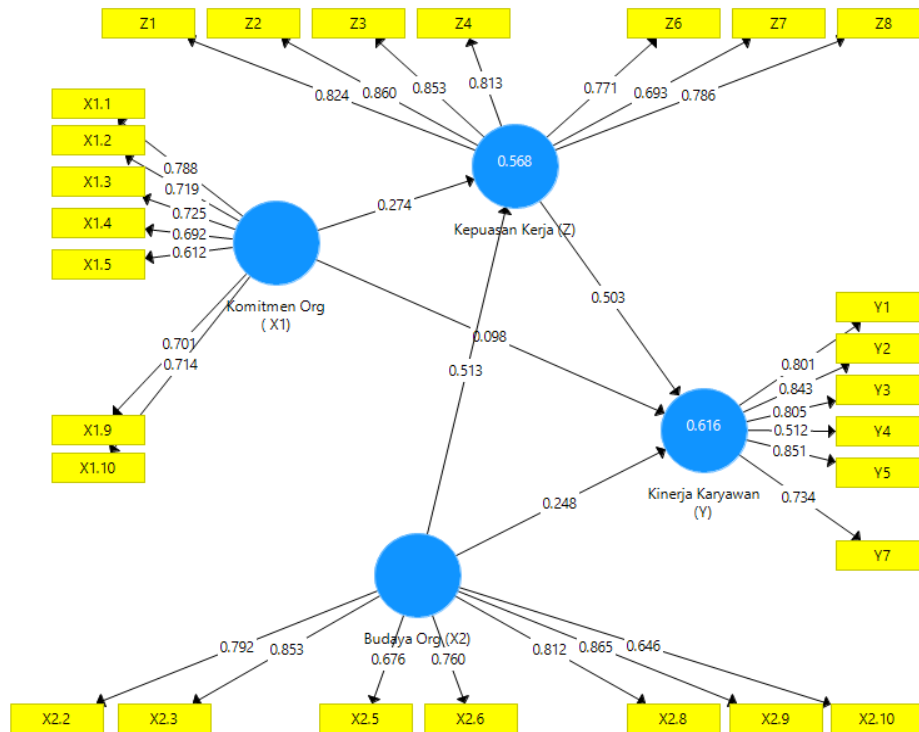 Z1 Z2 Z3 Z4 Z6 Z7 Z8
0.824 0.860 0.853 0.813 0.771 0.693 0.786
X1.1
X1.2
X1.3
X1.4
X1.5
0.788
0.719
0.725
0.692
0.612
0.701
0.714
X1.9
X1.10
Komitmen Org
( X1)
0.568
Kepuasan Kerja (Z)
0.274
0.503
0.098
0.513
0.248
0.616
Kinerja Karyawan
(Y)
0.801
0.843
0.805
0.512
0.851
0.734
Y1
Y2
Y3
Y4
Y5
Y7
Budaya Org (X2)
0.792 0.853 0.676 0.760 0.812 0.865 0.646
X2.2 X2.3 X2.5 X2.6 X2.8 X2.9 X2.10